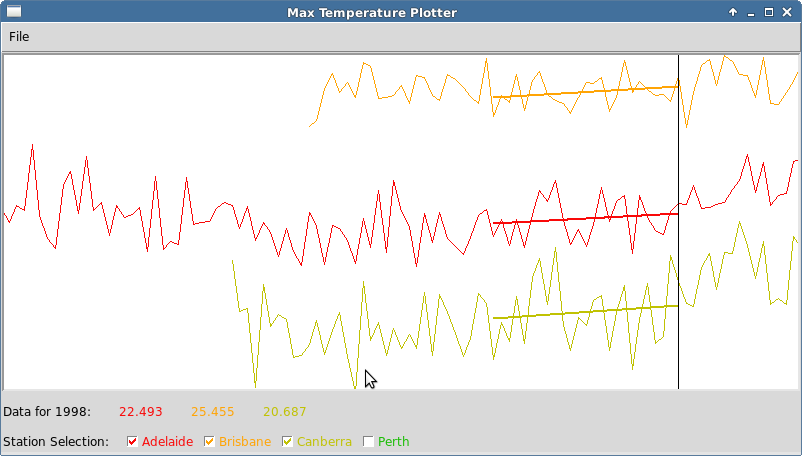 Max Temperature Plotter
File
Data for 1998: 22.493 25.455 20.687
Station Selection: Adelaide Brisbane Canberra Perth